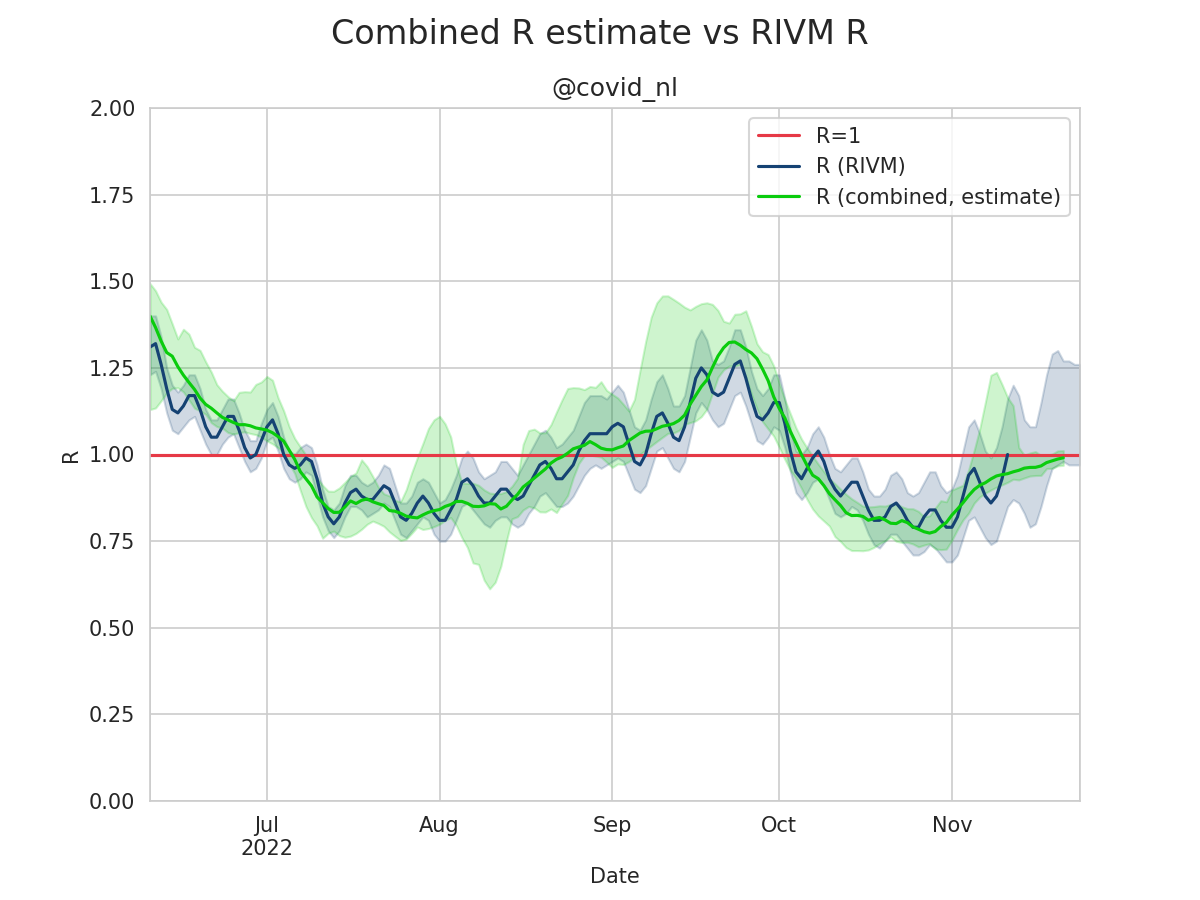 Combined R estimate vs RIVM R
@covid_nl
R=1
R (RIVM)
R (combined, estimate)
2.00
1.75
1.50
1.25
1.00
0.75
0.50
0.25
0.00
R
Jul
2022
Aug
Sep
Oct
Nov
Date